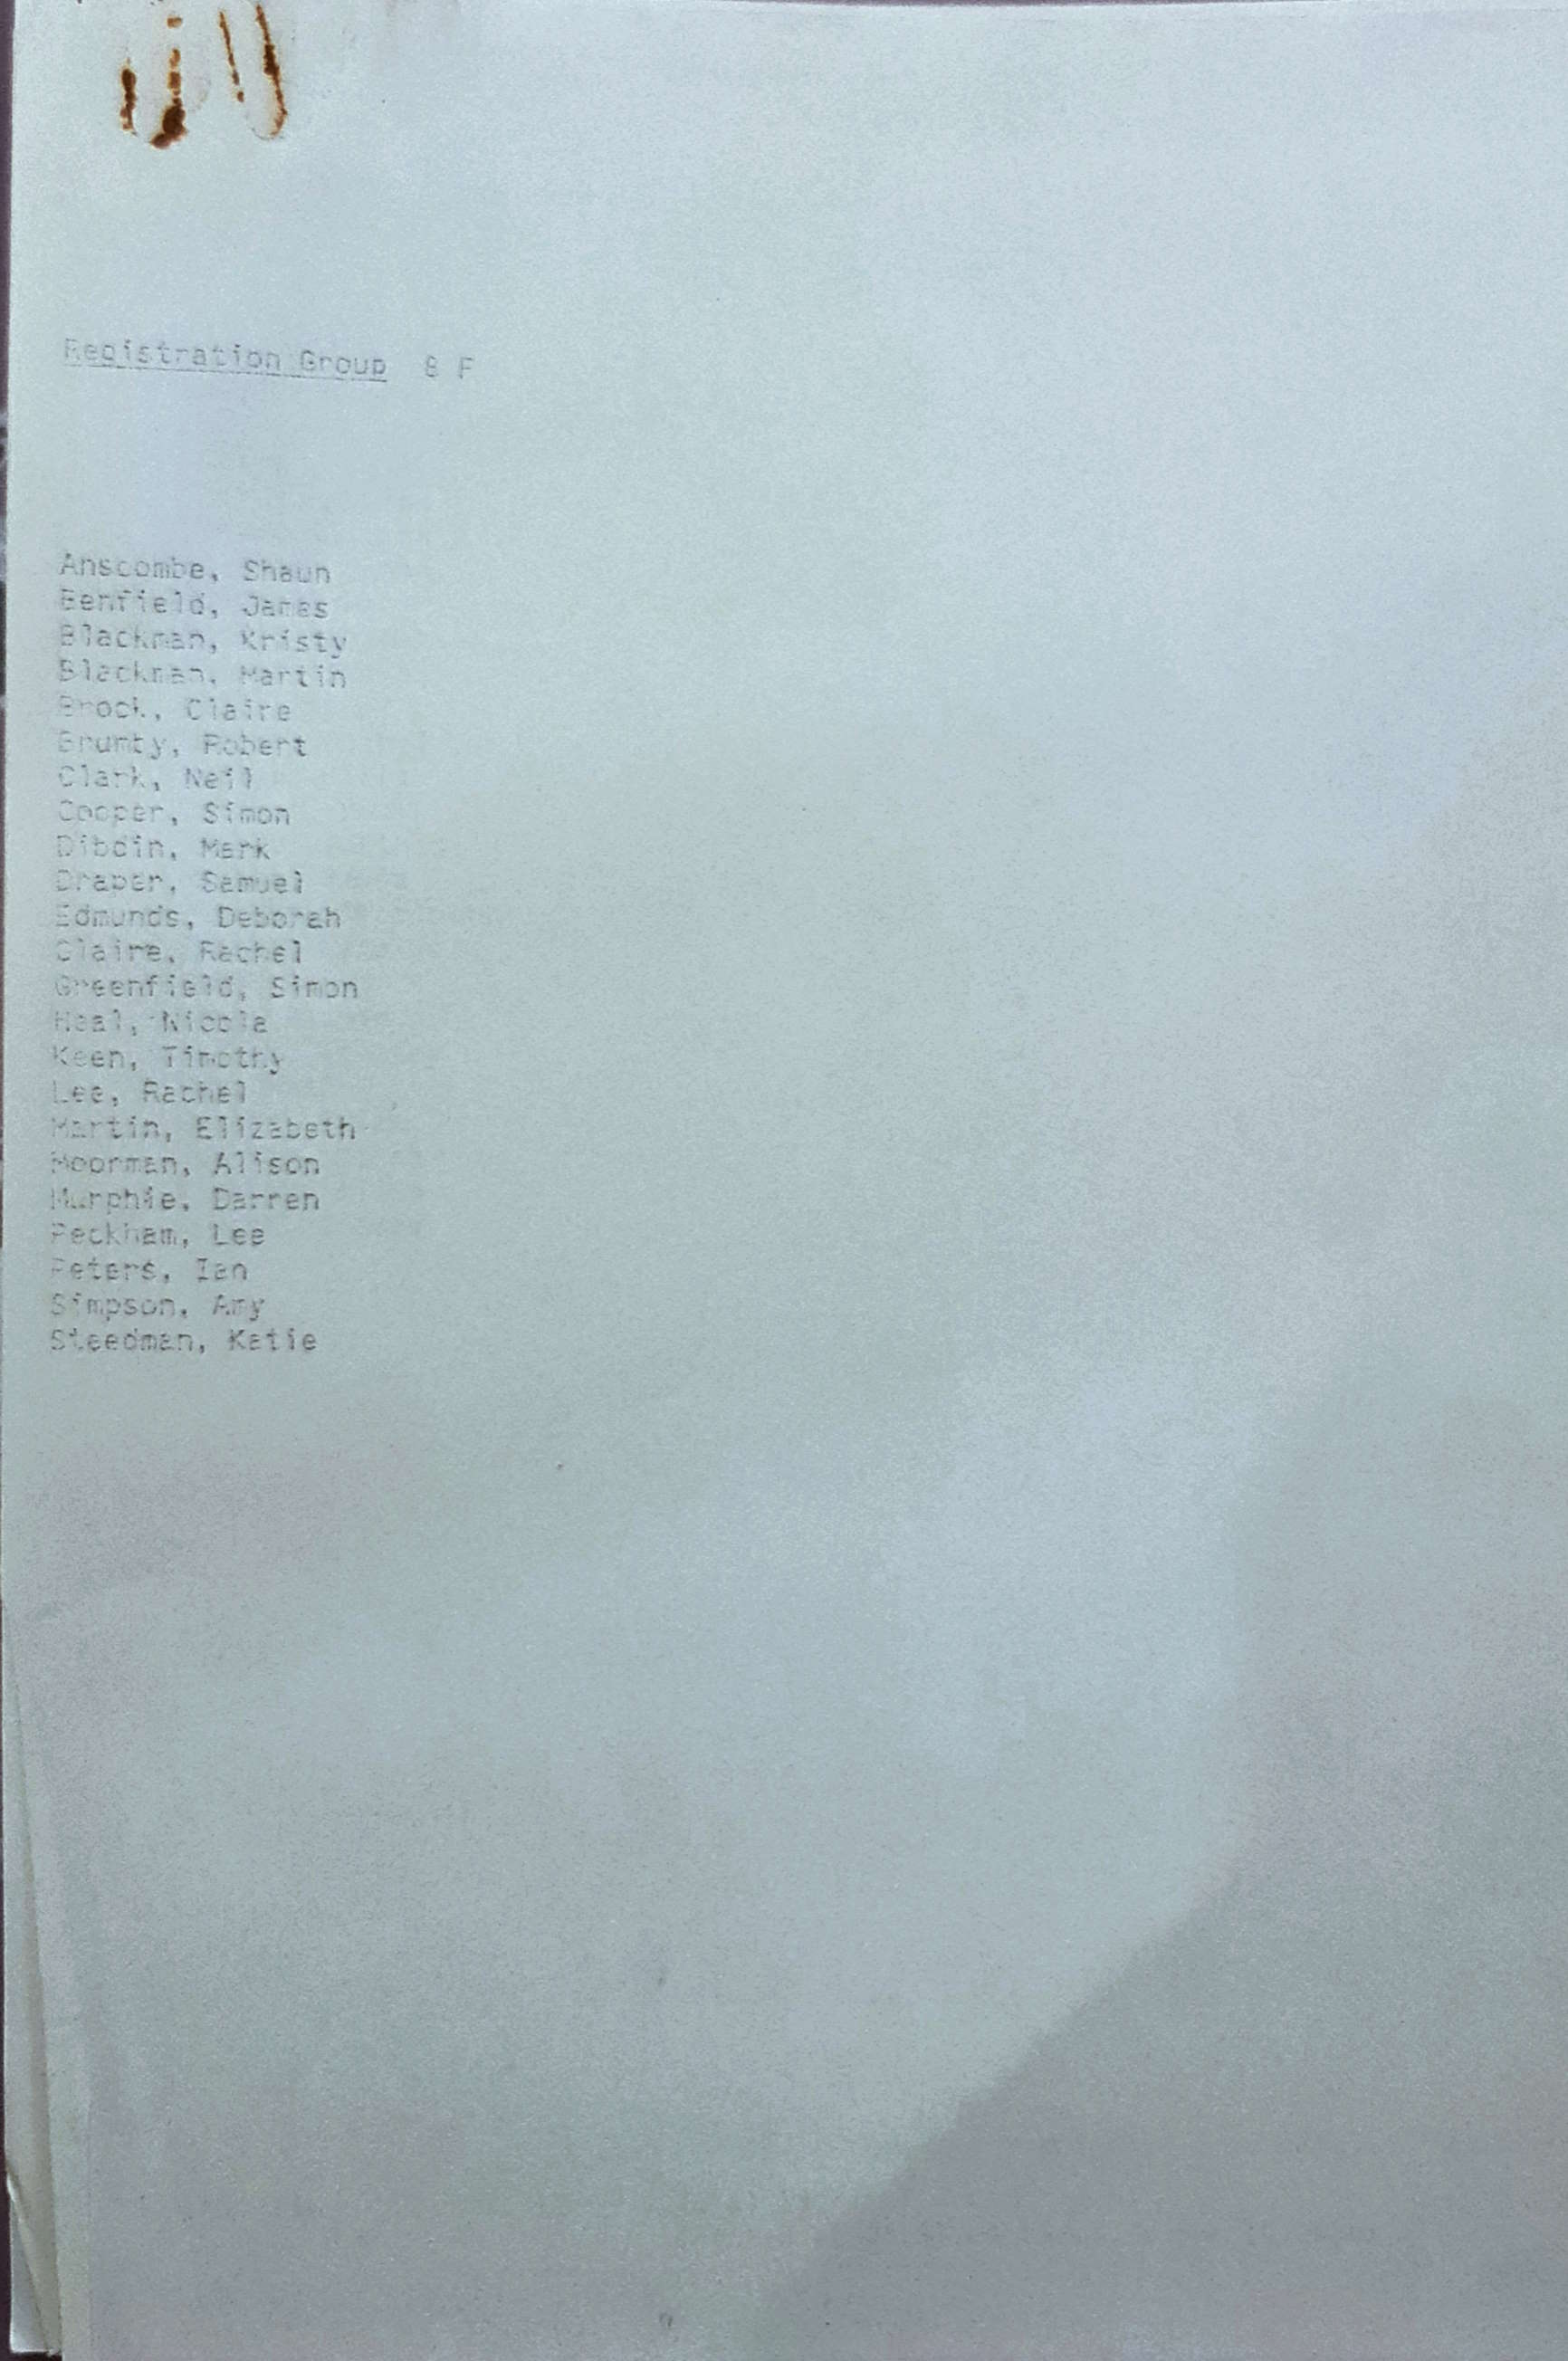 Registration Group 8 F
Anscombe, Shaun
Benfield, James
Blackman, Kristy
Blackman, Martin
Brock, Claire
Brumby, Robert
Clark, Neil
Cooper, Simon
Dibdin, Mark
Draper, Samuel
Edmunds, Deborah
Claire, Rachel
Greenfield, Simon
Heal, Nicola
Keen, Timothy
Lee, Rachel
Martin, Elizabeth
Moorman, Alison
Murphie, Darren
Peckham, Lee
Peters, Ian
Simpson, Amy
Steedman, Katie